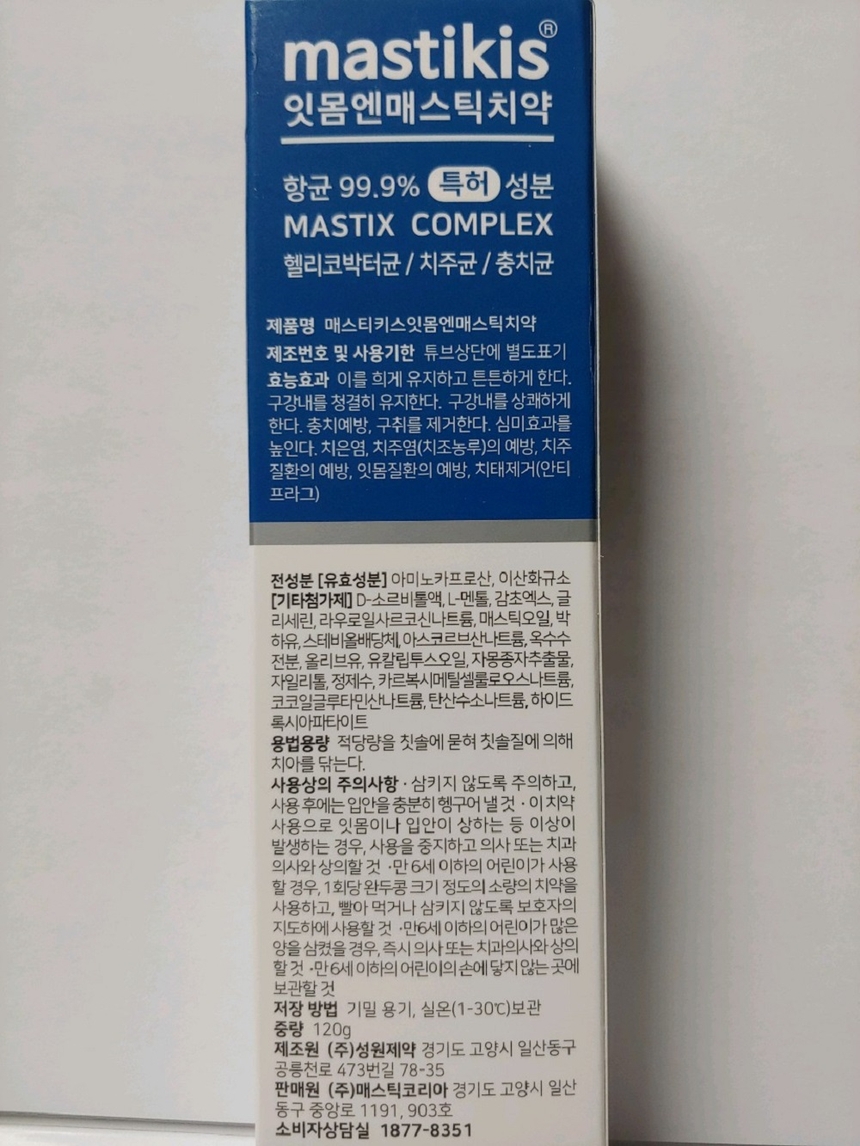 mastikis®
잇몸엔매스틱치약
항균 99.9% 특허 성분
MASTIX COMPLEX
헬리코박터균 / 치주균 / 충치균
제품명 매스티키스잇몸엔매스틱치약
제조번호 및 사용기한 튜브상단에 별도표기
효능효과 이를 희게 유지하고 튼튼하게 한다.
구강내를 청결히 유지한다. 구강내를 상쾌하게
한다. 충치예방, 구취를 제거한다. 심미효과를
높인다. 치은염, 치주염(치조농루)의 예방, 치주
질환의 예방, 잇몸질환의 예방, 치태제거(안티
프라그)
전성분 [유효성분] 아미노카프로산, 이산화규소
[기타첨가제] D-소르비톨액, L-멘톨, 감초엑스, 글
리세린, 라우로일사르코신나트륨, 매스틱오일, 박
하유, 스테비올배당체, 아스코르브산나트륨, 옥수수
전분, 올리브유, 유칼립투스오일, 자몽종자추출물,
자일리톨, 정제수, 카르복시메틸셀룰로오스나트륨,
코코일글루타민산나트륨, 탄산수소나트륨, 하이드
록시아파타이트
용법용량 적당량을 칫솔에 묻혀 칫솔질에 의해
치아를 닦는다.
사용상의 주의사항 · 삼키지 않도록 주의하고,
사용 후에는 입안을 충분히 헹구어 낼 것 · 이 치약
사용으로 잇몸이나 입안이 상하는 등 이상이
발생하는 경우, 사용을 중지하고 의사 또는 치과
의사와 상의할 것 ·만 6세 이하의 어린이가 사용
할 경우, 1회당 완두콩 크기 정도의 소량의 치약을
사용하고, 빨아 먹거나 삼키지 않도록 보호자의
지도하에 사용할 것 ·만6세 이하의 어린이가 많은
양을 삼켰을 경우, 즉시 의사 또는 치과의사와 상의
할 것 ·만 6세 이하의 어린이의 손에 닿지 않는 곳에
보관할 것
저장 방법 기밀 용기, 실온(1-30℃)보관
중량 120g
제조원 (주)성원제약 경기도 고양시 일산동구
공릉천로 473번길 78-35
판매원 (주)매스틱코리아 경기도 고양시 일산
동구 중앙로 1191, 903호
소비자상담실 1877-8351